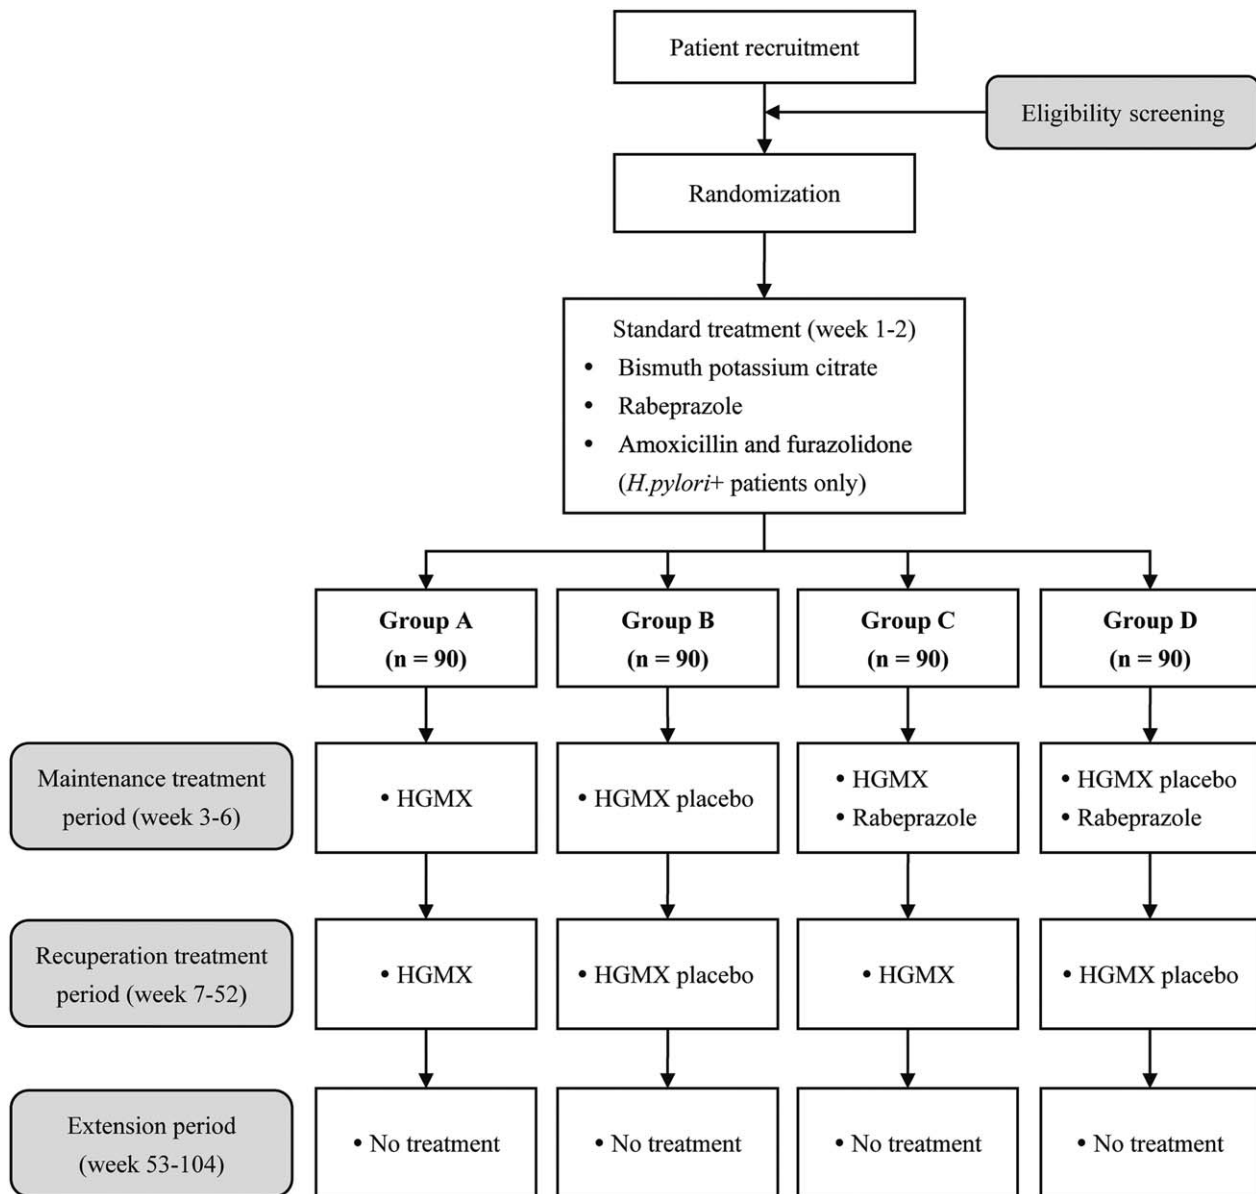 Patient recruitment
Eligibility screening
Randomization
Standard treatment (week 1-2)
• Bismuth potassium citrate
• Rabeprazole
• Amoxicillin and furazolidone
(H.pylori+ patients only)
Group A
(n = 90)
Group B
(n = 90)
Group C
(n = 90)
Group D
(n = 90)
Maintenance treatment
period (week 3-6)
• HGMX
• HGMX placebo
• HGMX
• Rabeprazole
• HGMX placebo
• Rabeprazole
Recuperation treatment
period (week 7-52)
• HGMX
• HGMX placebo
• HGMX
• HGMX placebo
Extension period
(week 53-104)
• No treatment
• No treatment
• No treatment
• No treatment